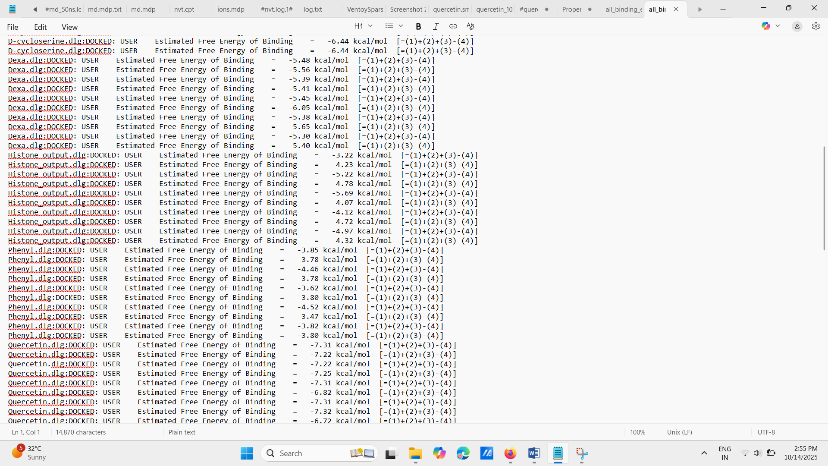 #md_50ns.lo
md.mdp.txt
md.mdp
nvt.cpt
ions.mdp
#nvt.log.1#
log.txt
VentoySpars
Screenshot 2
quercetin.sm
quercetin_10
#quer
Proper
all_binding_e
all_bin
File Edit View
H1
B I
D-cycloserine.dlg:DOCKED: USER Estimated Free Energy of Binding = -6.44 kcal/mol [=(1)+(2)+(3)-(4)]
D-cycloserine.dlg:DOCKED: USER Estimated Free Energy of Binding = -6.44 kcal/mol [=(1)+(2)+(3)-(4)]
Dexa.dlg:DOCKED: USER Estimated Free Energy of Binding = -5.48 kcal/mol [=(1)+(2)+(3)-(4)]
Dexa.dlg:DOCKED: USER Estimated Free Energy of Binding = -5.56 kcal/mol [=(1)+(2)+(3)-(4)]
Dexa.dlg:DOCKED: USER Estimated Free Energy of Binding = -5.39 kcal/mol [=(1)+(2)+(3)-(4)]
Dexa.dlg:DOCKED: USER Estimated Free Energy of Binding = -5.41 kcal/mol [=(1)+(2)+(3)-(4)]
Dexa.dlg:DOCKED: USER Estimated Free Energy of Binding = -5.45 kcal/mol [=(1)+(2)+(3)-(4)]
Dexa.dlg:DOCKED: USER Estimated Free Energy of Binding = -6.05 kcal/mol [=(1)+(2)+(3)-(4)]
Dexa.dlg:DOCKED: USER Estimated Free Energy of Binding = -5.38 kcal/mol [=(1)+(2)+(3)-(4)]
Dexa.dlg:DOCKED: USER Estimated Free Energy of Binding = -5.65 kcal/mol [=(1)+(2)+(3)-(4)]
Dexa.dlg:DOCKED: USER Estimated Free Energy of Binding = -5.30 kcal/mol [=(1)+(2)+(3)-(4)]
Dexa.dlg:DOCKED: USER Estimated Free Energy of Binding = -5.40 kcal/mol [=(1)+(2)+(3)-(4)]
Histone_output.dlg:DOCKED: USER Estimated Free Energy of Binding = -3.22 kcal/mol [=(1)+(2)+(3)-(4)]
Histone_output.dlg:DOCKED: USER Estimated Free Energy of Binding = -4.23 kcal/mol [=(1)+(2)+(3)-(4)]
Histone_output.dlg:DOCKED: USER Estimated Free Energy of Binding = -5.22 kcal/mol [=(1)+(2)+(3)-(4)]
Histone_output.dlg:DOCKED: USER Estimated Free Energy of Binding = -4.78 kcal/mol [=(1)+(2)+(3)-(4)]
Histone_output.dlg:DOCKED: USER Estimated Free Energy of Binding = -5.69 kcal/mol [=(1)+(2)+(3)-(4)]
Histone_output.dlg:DOCKED: USER Estimated Free Energy of Binding = -4.07 kcal/mol [=(1)+(2)+(3)-(4)]
Histone_output.dlg:DOCKED: USER Estimated Free Energy of Binding = -4.12 kcal/mol [=(1)+(2)+(3)-(4)]
Histone_output.dlg:DOCKED: USER Estimated Free Energy of Binding = -4.72 kcal/mol [=(1)+(2)+(3)-(4)]
Histone_output.dlg:DOCKED: USER Estimated Free Energy of Binding = -4.97 kcal/mol [=(1)+(2)+(3)-(4)]
Histone_output.dlg:DOCKED: USER Estimated Free Energy of Binding = -4.32 kcal/mol [=(1)+(2)+(3)-(4)]
Phenyl.dlg:DOCKED: USER Estimated Free Energy of Binding = -3.85 kcal/mol [=(1)+(2)+(3)-(4)]
Phenyl.dlg:DOCKED: USER Estimated Free Energy of Binding = -3.78 kcal/mol [=(1)+(2)+(3)-(4)]
Phenyl.dlg:DOCKED: USER Estimated Free Energy of Binding = -4.46 kcal/mol [=(1)+(2)+(3)-(4)]
Phenyl.dlg:DOCKED: USER Estimated Free Energy of Binding = -3.78 kcal/mol [=(1)+(2)+(3)-(4)]
Phenyl.dlg:DOCKED: USER Estimated Free Energy of Binding = -3.62 kcal/mol [=(1)+(2)+(3)-(4)]
Phenyl.dlg:DOCKED: USER Estimated Free Energy of Binding = -3.80 kcal/mol [=(1)+(2)+(3)-(4)]
Phenyl.dlg:DOCKED: USER Estimated Free Energy of Binding = -4.52 kcal/mol [=(1)+(2)+(3)-(4)]
Phenyl.dlg:DOCKED: USER Estimated Free Energy of Binding = -3.47 kcal/mol [=(1)+(2)+(3)-(4)]
Phenyl.dlg:DOCKED: USER Estimated Free Energy of Binding = -3.82 kcal/mol [=(1)+(2)+(3)-(4)]
Phenyl.dlg:DOCKED: USER Estimated Free Energy of Binding = -3.88 kcal/mol [=(1)+(2)+(3)-(4)]
Quercetin.dlg:DOCKED: USER Estimated Free Energy of Binding = -7.31 kcal/mol [=(1)+(2)+(3)-(4)]
Quercetin.dlg:DOCKED: USER Estimated Free Energy of Binding = -7.22 kcal/mol [=(1)+(2)+(3)-(4)]
Quercetin.dlg:DOCKED: USER Estimated Free Energy of Binding = -7.22 kcal/mol [=(1)+(2)+(3)-(4)]
Quercetin.dlg:DOCKED: USER Estimated Free Energy of Binding = -7.25 kcal/mol [=(1)+(2)+(3)-(4)]
Quercetin.dlg:DOCKED: USER Estimated Free Energy of Binding = -7.31 kcal/mol [=(1)+(2)+(3)-(4)]
Quercetin.dlg:DOCKED: USER Estimated Free Energy of Binding = -6.82 kcal/mol [=(1)+(2)+(3)-(4)]
Quercetin.dlg:DOCKED: USER Estimated Free Energy of Binding = -7.31 kcal/mol [=(1)+(2)+(3)-(4)]
Quercetin.dlg:DOCKED: USER Estimated Free Energy of Binding = -7.32 kcal/mol [=(1)+(2)+(3)-(4)]
Quercetin.dlg:DOCKED: USER Estimated Free Energy of Binding = -6.72 kcal/mol [=(1)+(2)+(3)-(4)]
Ln 1, Col 1 14,870 characters Plain text 100% Unix (LF) UTF-8
32°C
Sunny
Search
ENG
IN
2:55 PM
10/14/2025